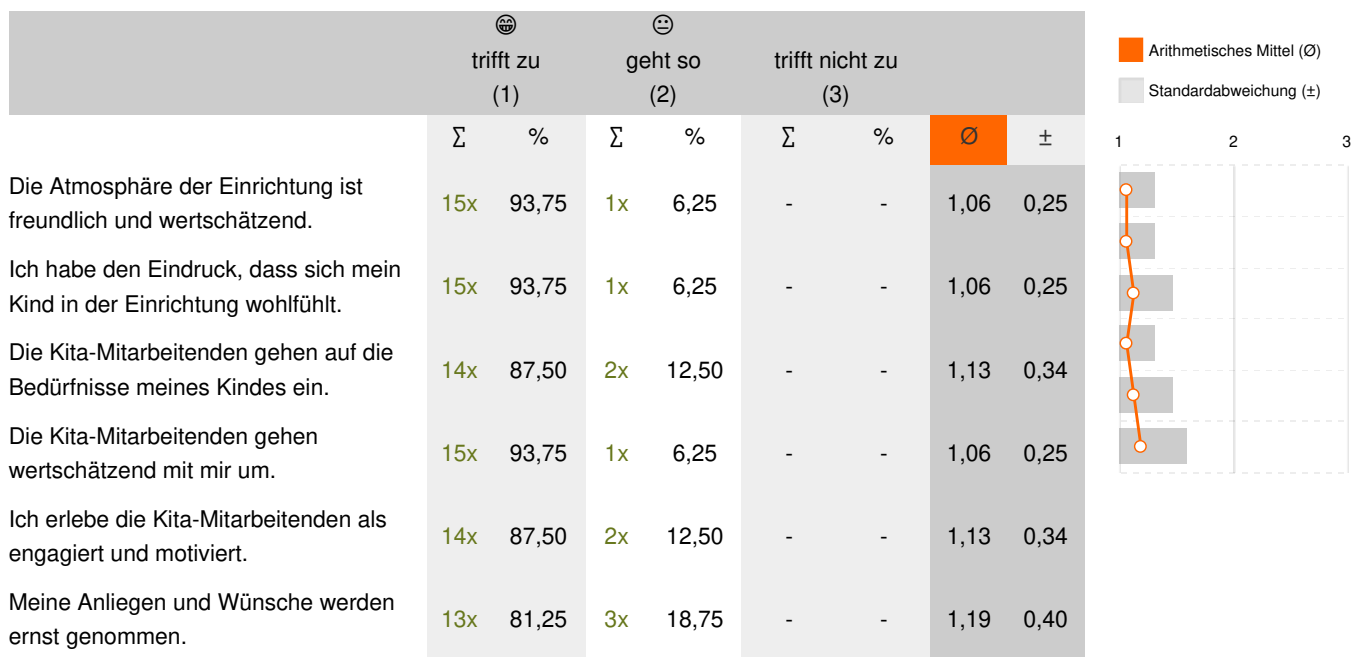 😁 😐
trifft zu geht so trifft nicht zu
(1) (2) (3)
Arithmetisches Mittel (Ø)
Standardabweichung (±)
Σ % Σ % Σ % Ø ±
1 2 3
Die Atmosphäre der Einrichtung ist
freundlich und wertschätzend.
15x 93,75 1x 6,25 - - 1,06 0,25
Ich habe den Eindruck, dass sich mein
Kind in der Einrichtung wohlfühlt.
15x 93,75 1x 6,25 - - 1,06 0,25
Die Kita-Mitarbeitenden gehen auf die
Bedürfnisse meines Kindes ein.
14x 87,50 2x 12,50 - - 1,13 0,34
Die Kita-Mitarbeitenden gehen
wertschätzend mit mir um.
15x 93,75 1x 6,25 - - 1,06 0,25
Ich erlebe die Kita-Mitarbeitenden als
engagiert und motiviert.
14x 87,50 2x 12,50 - - 1,13 0,34
Meine Anliegen und Wünsche werden
ernst genommen.
13x 81,25 3x 18,75 - - 1,19 0,40